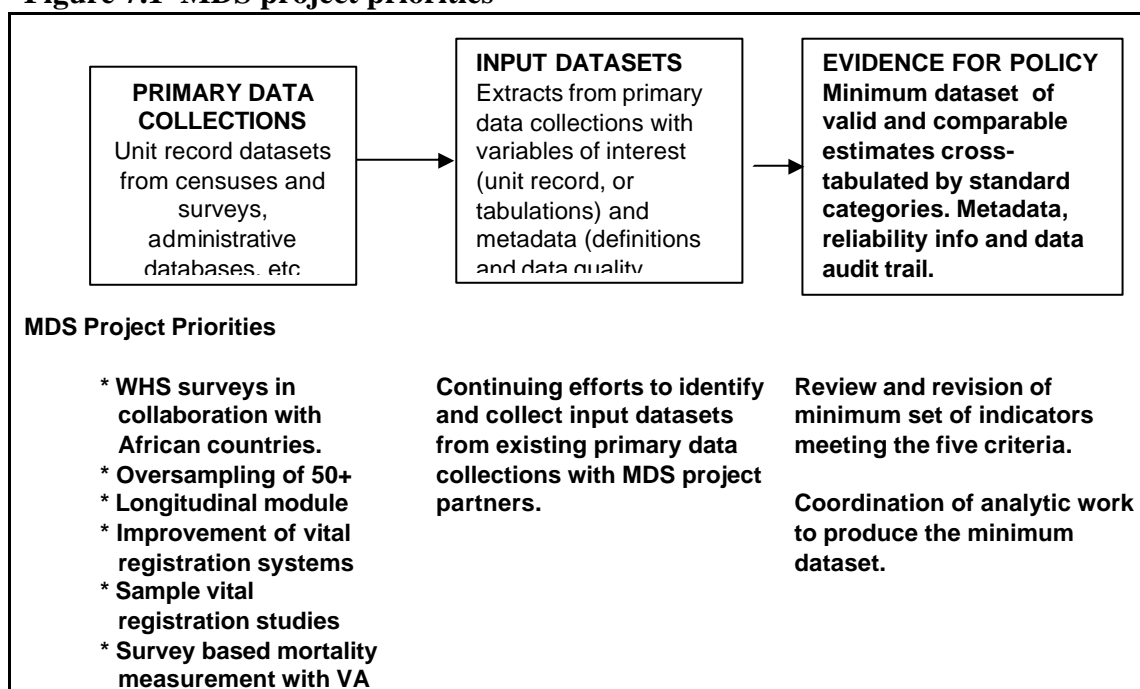 Figure 7.1 MDS project priorities
PRIMARY DATA
COLLECTIONS
Unit record datasets
from censuses and
surveys,
administrative
databases, etc
INPUT DATASETS
Extracts from primary
data collections with
variables of interest
(unit record, or
tabulations) and
metadata (definitions
and data quality
EVIDENCE FOR POLICY
Minimum dataset of
valid and comparable
estimates cross-
tabulated by standard
categories. Metadata,
reliability info and data
audit trail.
MDS Project Priorities
* WHS surveys in
collaboration with
African countries.
* Oversampling of 50+
* Longitudinal module
* Improvement of vital
registration systems
* Sample vital
registration studies
* Survey based mortality
measurement with VA
Continuing efforts to identify
and collect input datasets
from existing primary data
collections with MDS project
partners.
Review and revision of
minimum set of indicators
meeting the five criteria.
Coordination of analytic work
to produce the minimum
dataset.